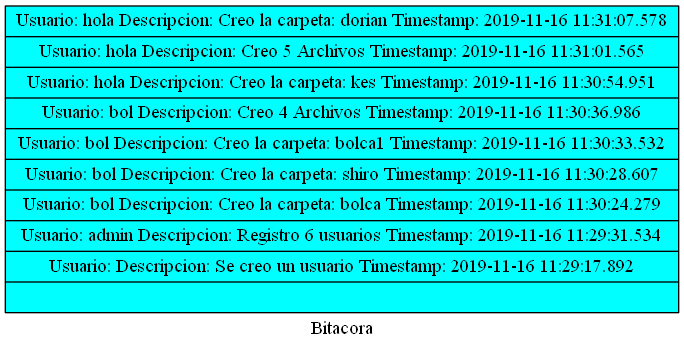 Usuario: hola Descripcion: Creo la carpeta: dorian Timestamp: 2019-11-16 11:31:07.578
Usuario: hola Descripcion: Creo 5 Archivos Timestamp: 2019-11-16 11:31:01.565
Usuario: hola Descripcion: Creo la carpeta: kes Timestamp: 2019-11-16 11:30:54.951
Usuario: bol Descripcion: Creo 4 Archivos Timestamp: 2019-11-16 11:30:36.986
Usuario: bol Descripcion: Creo la carpeta: bolca1 Timestamp: 2019-11-16 11:30:33.532
Usuario: bol Descripcion: Creo la carpeta: shiro Timestamp: 2019-11-16 11:30:28.607
Usuario: bol Descripcion: Creo la carpeta: bolca Timestamp: 2019-11-16 11:30:24.279
Usuario: admin Descripcion: Registro 6 usuarios Timestamp: 2019-11-16 11:29:31.534
Usuario: Descripcion: Se creo un usuario Timestamp: 2019-11-16 11:29:17.892
Bitacora